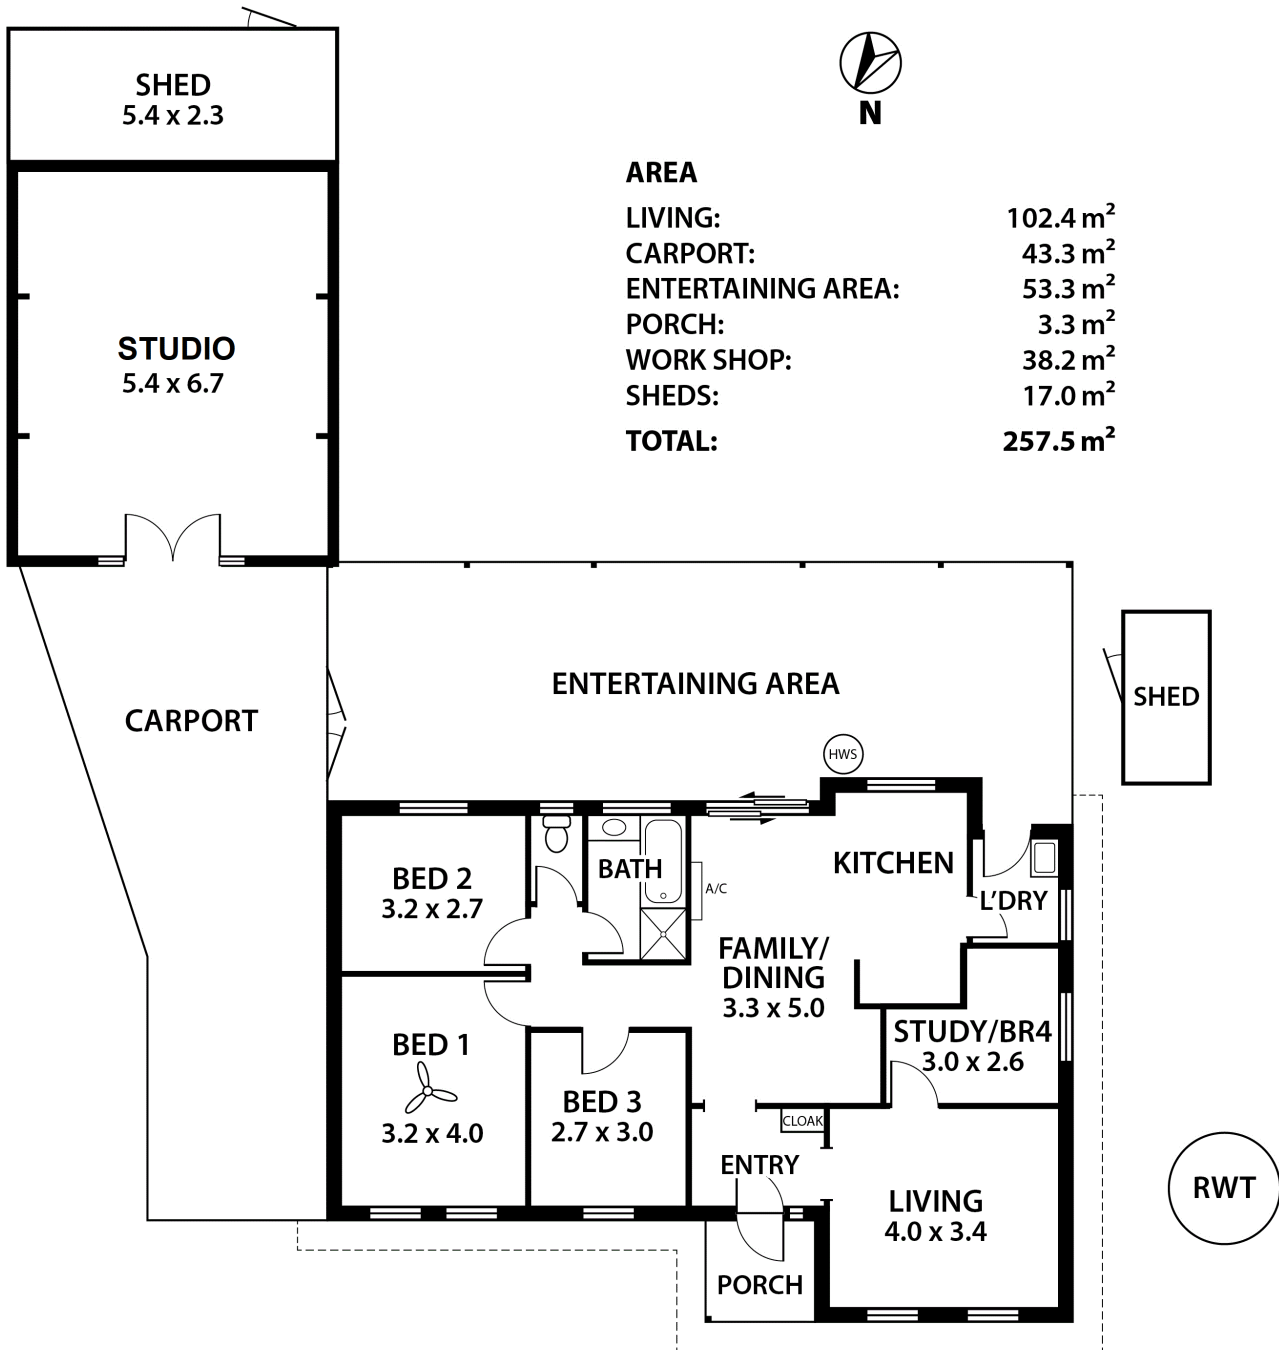 SHED
5.4 x 2.3
N
AREA
LIVING: 102.4 m²
CARPORT: 43.3 m²
ENTERTAINING AREA: 53.3 m²
PORCH: 3.3 m²
WORK SHOP: 38.2 m²
SHEDS: 17.0 m²
TOTAL: 257.5 m²
STUDIO
5.4 x 6.7
ENTERTAINING AREA
SHED
CARPORT
HWS
KITCHEN
BATH
BED 2
3.2 x 2.7
A/C
L'DRY
FAMILY/
DINING
3.3 x 5.0
STUDY/BR4
3.0 x 2.6
BED 1
3.2 x 4.0
BED 3
2.7 x 3.0
CLOAK
ENTRY
LIVING
4.0 x 3.4
RWT
PORCH